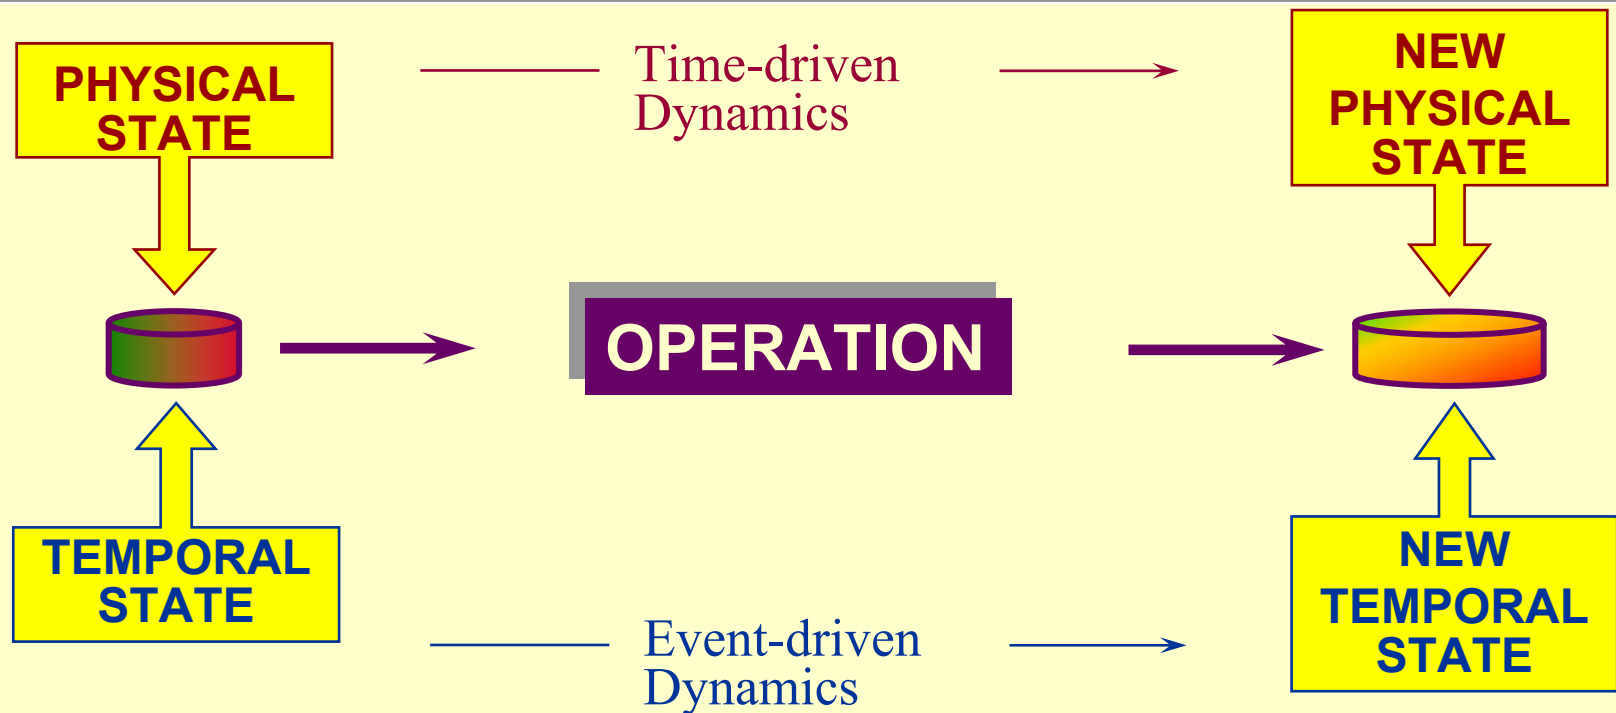 PHYSICAL
STATE
Time-driven
Dynamics
NEW
PHYSICAL
STATE
OPERATION
TEMPORAL
STATE
Event-driven
Dynamics
NEW
TEMPORAL
STATE